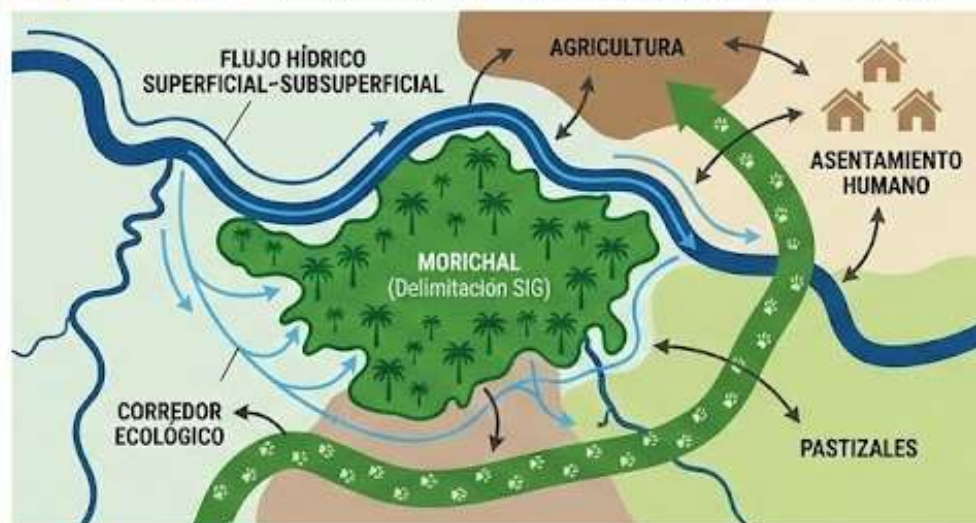 FLUJO HÍDRICO
SUPERFICIAL-SUBSUPERFICIAL
AGRICULTURA
ASENTAMIENTO
HUMANO
MORICHAL
(Delimitación SIG)
CORREDOR
ECOLÓGICO
PASTIZALES